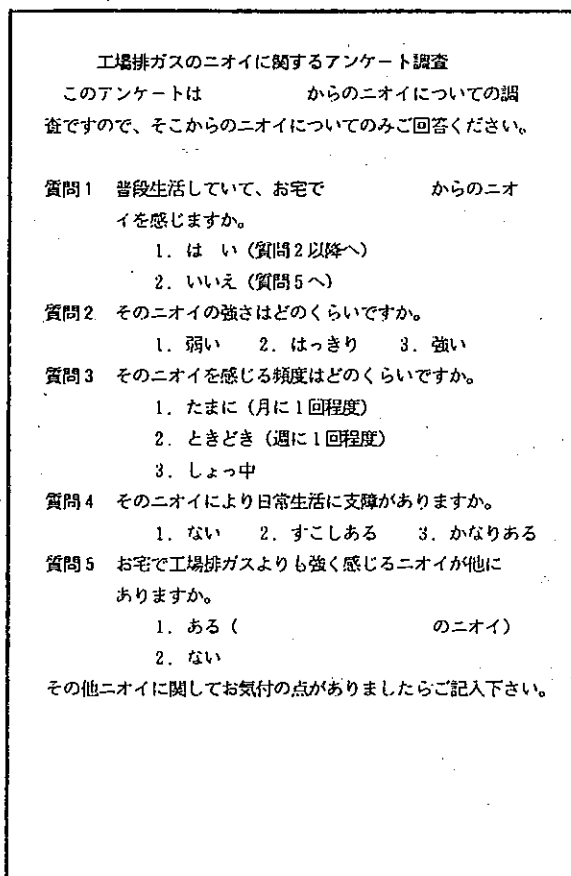 工場排ガスのニオイに関するアンケート調査
このアンケートは　　　　　からのニオイについての調
査ですので、そこからのニオイについてのみご回答ください。
質問1　普段生活していて、お宅で　　　　　からのニオ
イを感じますか。
1. は　い (質問2以降へ)
2. いいえ (質問5へ)
質問2　そのニオイの強さはどのくらいですか。
1. 弱い　2. はっきり　3. 強い
質問3　そのニオイを感じる頻度はどのくらいですか。
1. たまに (月に1回程度)
2. ときどき (週に1回程度)
3. しょっ中
質問4　そのニオイにより日常生活に支障がありますか。
1. ない　2. すこしある　3. かなりある
質問5　お宅で工場排ガスよりも強く感じるニオイが他に
ありますか。
1. ある (　　　　　のニオイ)
2. ない
その他ニオイに関してお気付の点がありましたらご記入下さい。